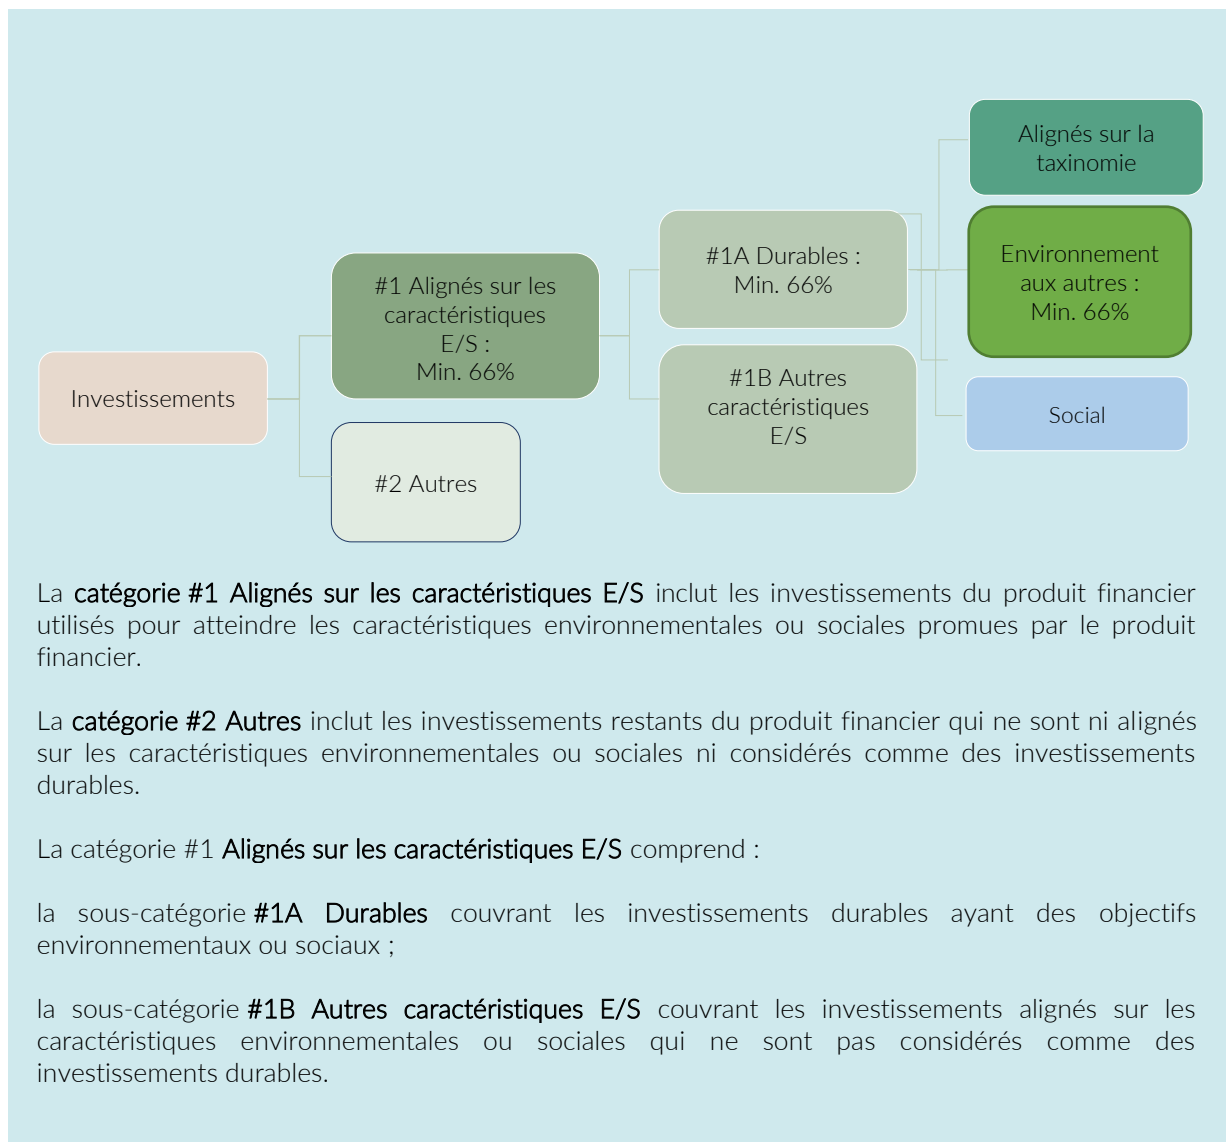 Alignés sur la
taxinomie
#1A Durables :
Min. 66%
Environnement
aux autres :
Min. 66%
#1 Alignés sur les
caractéristiques
E/S :
Min. 66%
Investissements
#1B Autres
caractéristiques
E/S
Social
#2 Autres
La catégorie #1 Alignés sur les caractéristiques E/S inclut les investissements du produit financier
utilisés pour atteindre les caractéristiques environnementales ou sociales promues par le produit
financier.
La catégorie #2 Autres inclut les investissements restants du produit financier qui ne sont ni alignés
sur les caractéristiques environnementales ou sociales ni considérés comme des investissements
durables.
La catégorie #1 Alignés sur les caractéristiques E/S comprend :
la sous-catégorie #1A Durables couvrant les investissements durables ayant des objectifs
environnementaux ou sociaux ;
la sous-catégorie #1B Autres caractéristiques E/S couvrant les investissements alignés sur les
caractéristiques environnementales ou sociales qui ne sont pas considérés comme des
investissements durables.